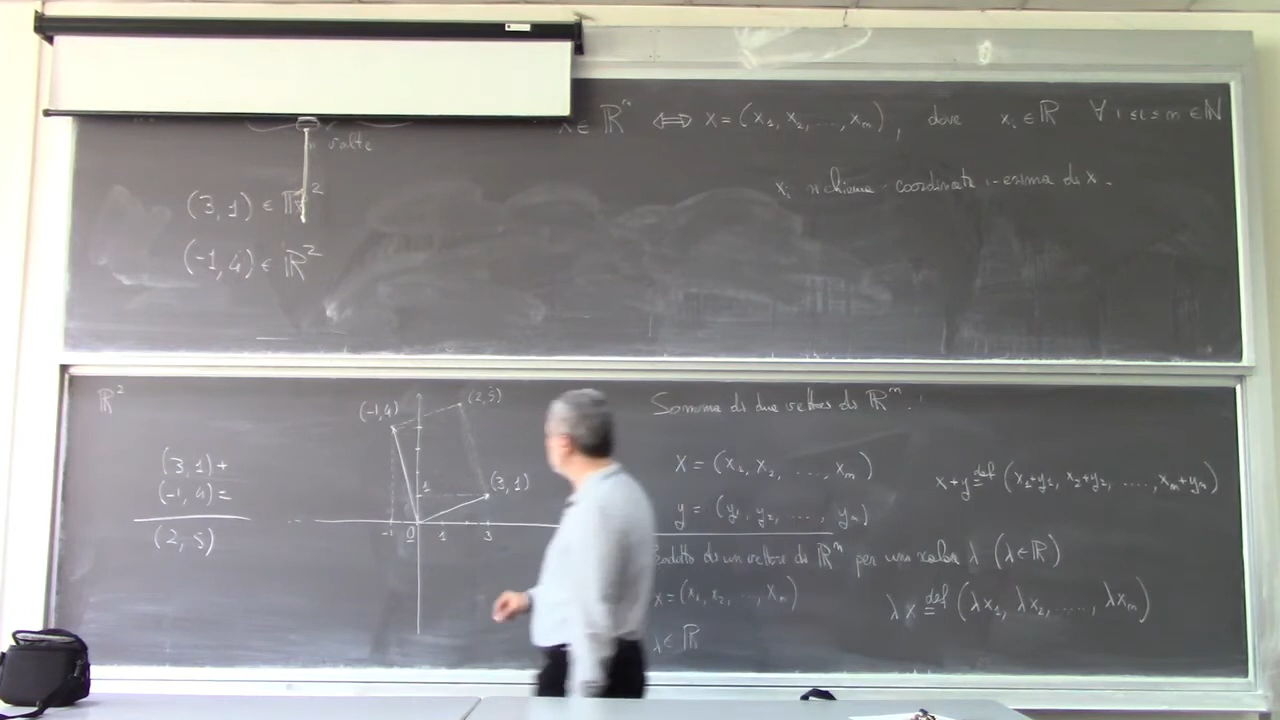 x ∈ ℝⁿ ⇔ x = (x₁, x₂, ..., xₙ), dove xᵢ ∈ ℝ ∀ 1 ≤ i ≤ n ∈ ℕ
n volte
xᵢ si chiama coordinata i-esima di x.
(3,1) ∈ ℝ²
(-1,4) ∈ ℝ²
ℝ²
(3,1)+
(-1,4)=
(2,5)
(-1,4)
(2,5)
1
(3,1)
-1 0 1 3
Somma di due vettori di ℝⁿ:
x = (x₁, x₂, ..., xₙ)
y = (y₁, y₂, ..., yₙ)
x+y =def (x₁+y₁, x₂+y₂, ..., xₙ+yₙ)
di un vettore di ℝⁿ per uno scalare λ (λ∈ℝ)
x = (x₁, x₂, ..., xₙ)
λ ∈ ℝ
λx =def (λx₁, λx₂, ..., λxₙ)